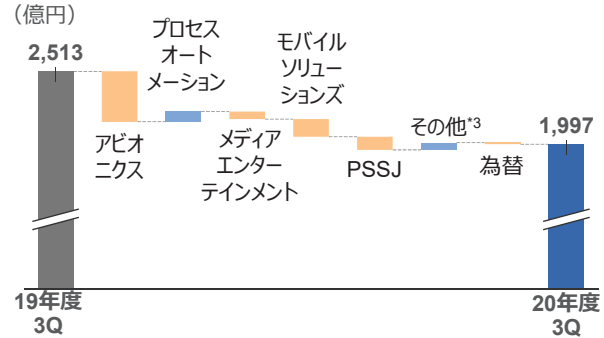 （億円）
2,513
プロセス
オート
メーション
モバイル
ソリュー
ションズ
その他*3
1,997
アビオ
ニクス
メディア
エンター
テインメント
PSSJ
為替
19年度
3Q
20年度
3Q